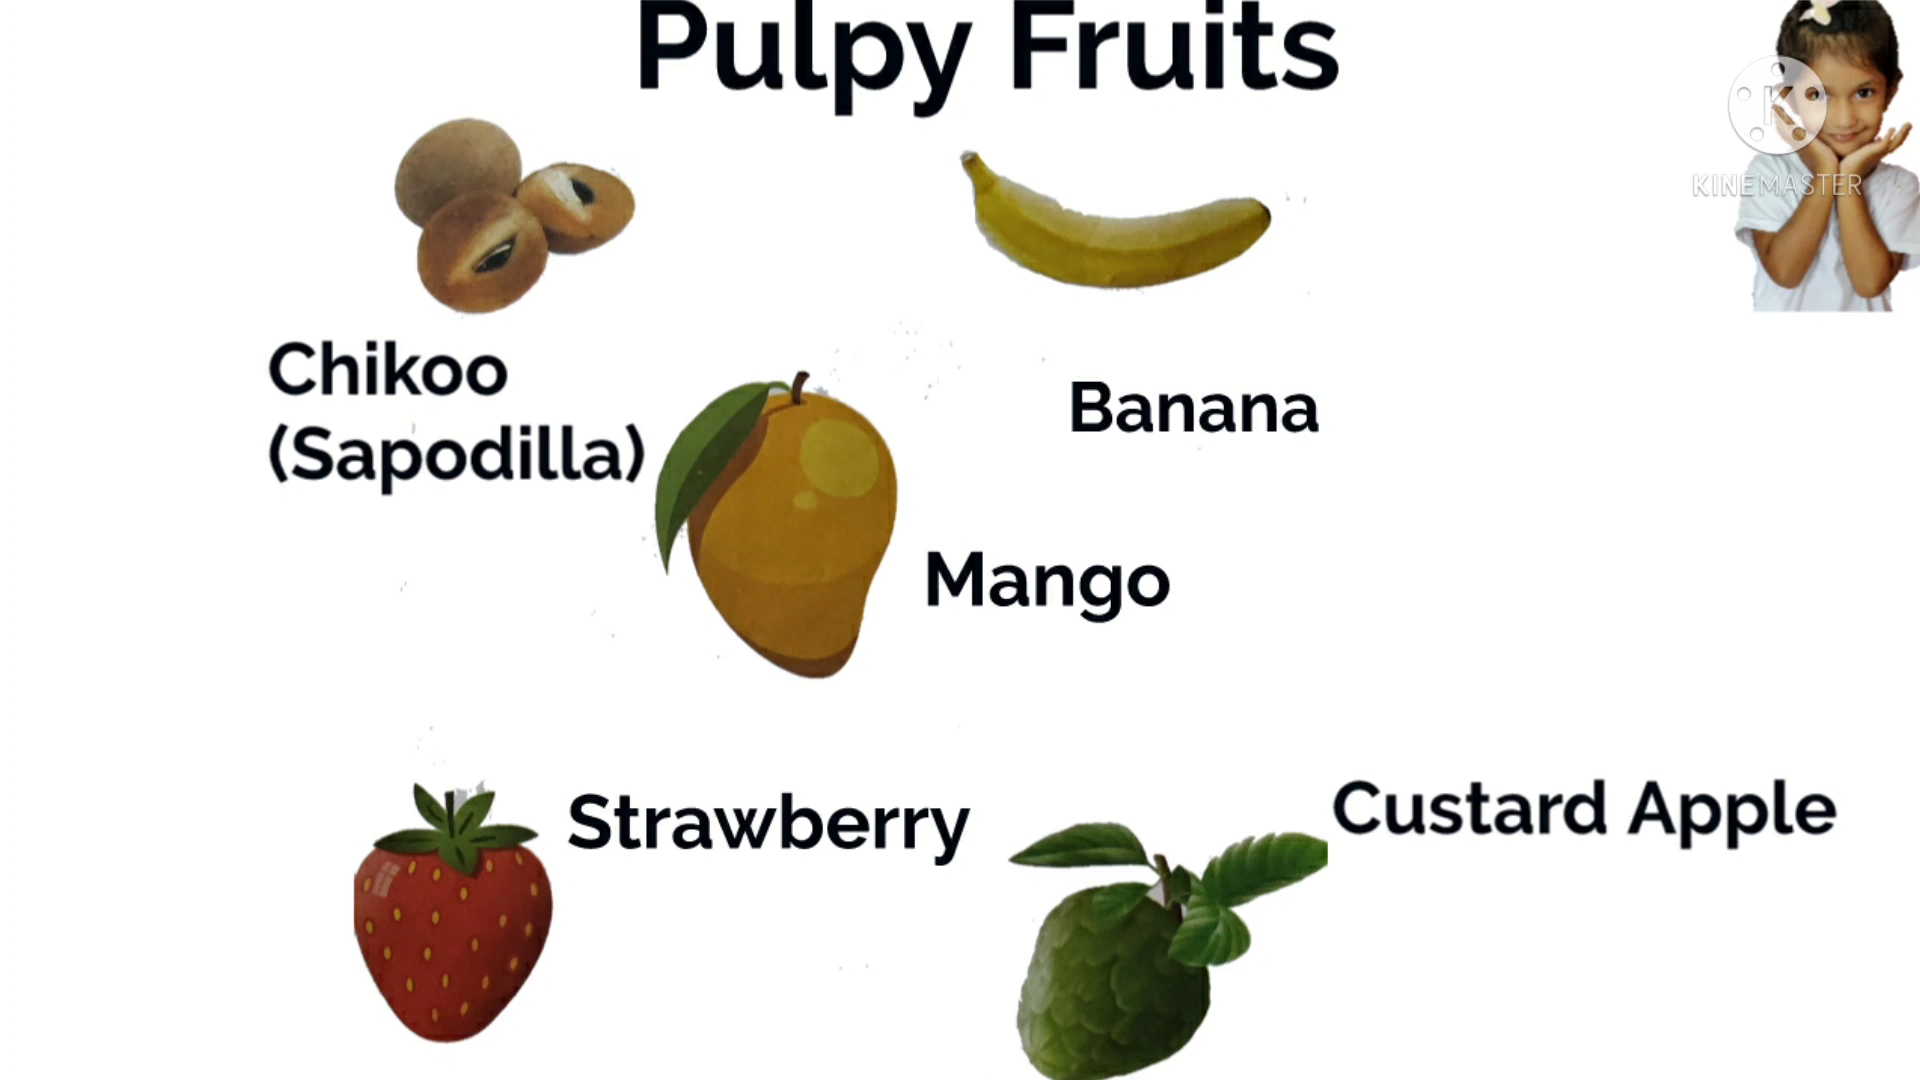 Pulpy Fruits
KINEMASTER
Chikoo
(Sapodilla)
Banana
Mango
Strawberry
Custard Apple